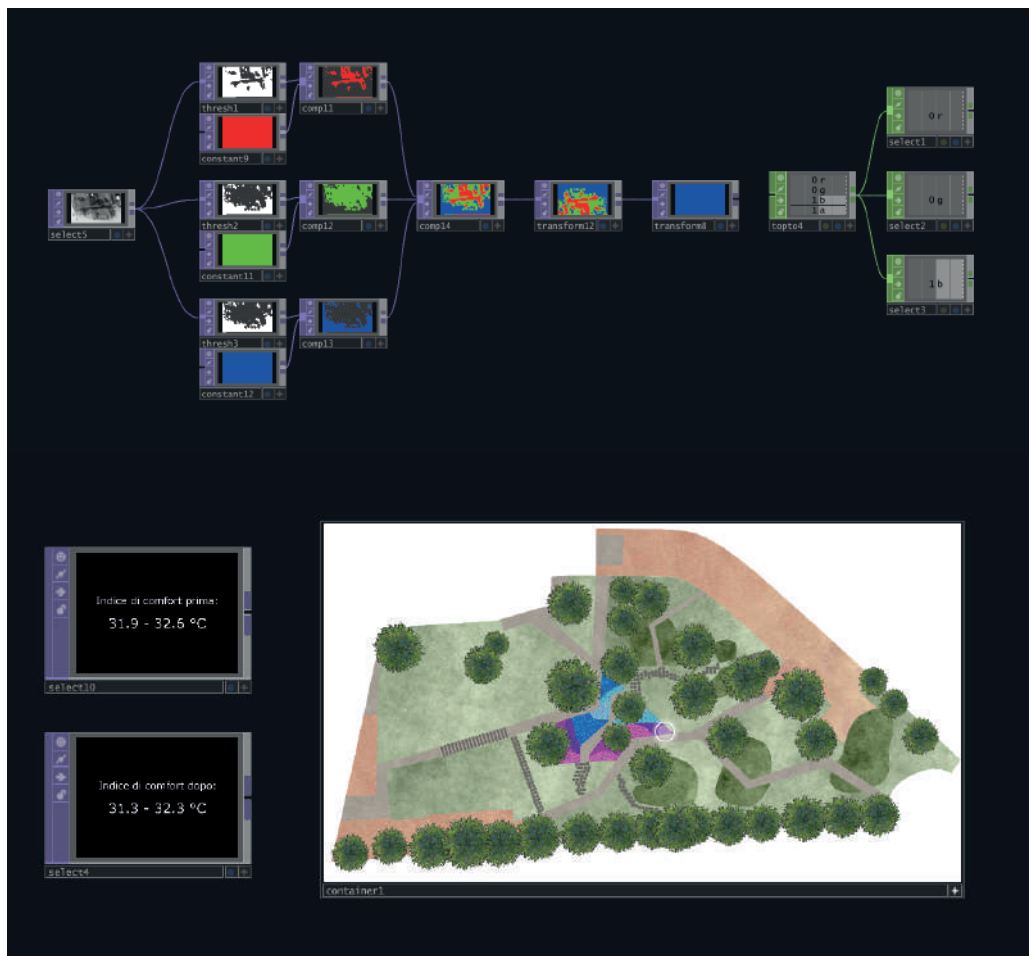 thresh1
comp11
constant9
select1
0 r
thresh2
comp12
constant11
select5
comp14
transform12
transform8
0 r
0 g
1 b
1 a
topto4
0 g
select2
thresh3
comp13
constant12
1 b
select3
Indice di comfort prima:
31.9 - 32.6 °C
select10
Indice di comfort dopo:
31.3 - 32.3 °C
select4
container1